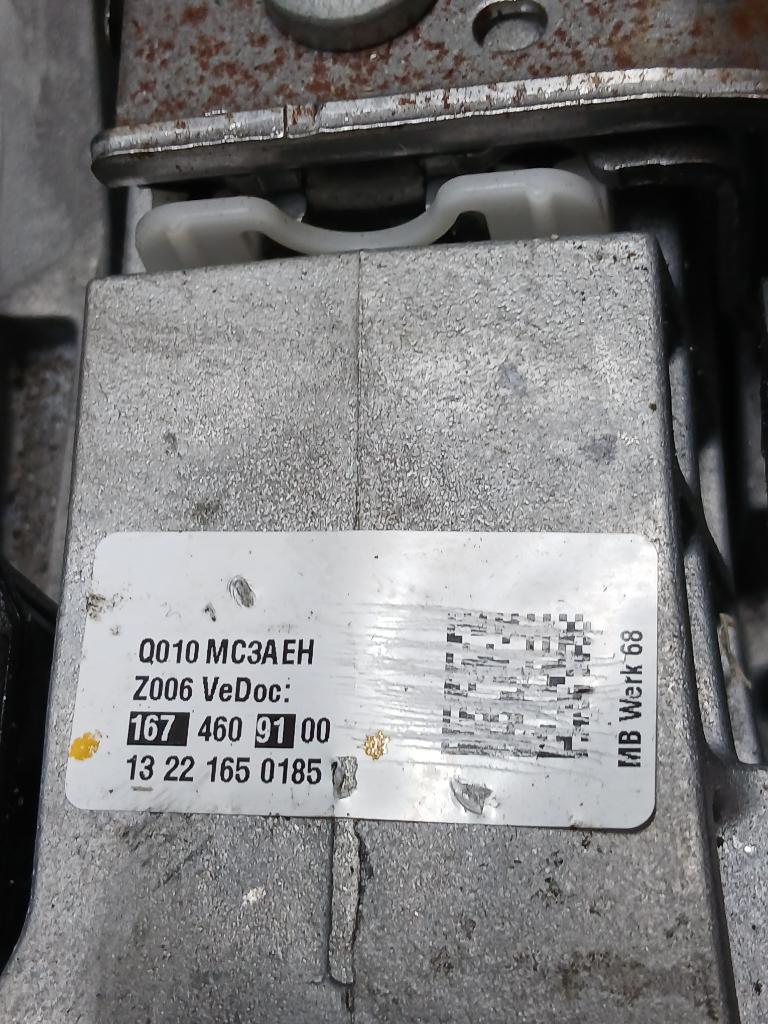 Q010 MC3AEH
Z006 VeDoc:
167 460 91 00
13 22 165 0185
MB Werk 68